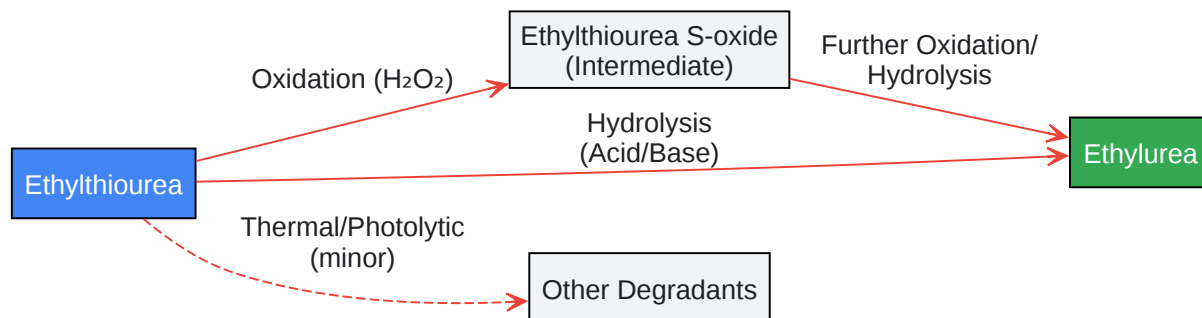 Ethylthiourea S-oxide
(Intermediate)
Further Oxidation/
Hydrolysis
Oxidation (H₂O₂)
Hydrolysis
(Acid/Base)
Ethylurea
Ethylthiourea
Thermal/Photolytic
(minor)
Other Degradants